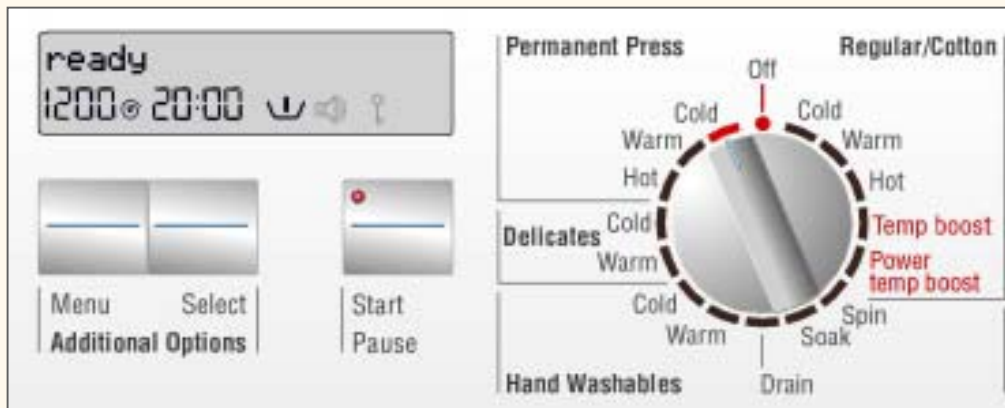 ready
1200 20:00
Menu Select
Additional Options
Start
Pause
Permanent Press
Regular/Cotton
Off
Cold
Warm
Hot
Delicates
Cold
Warm
Hand Washables
Cold
Warm
Drain
Soak
Spin
Power
temp boost
Temp boost
Hot
Warm
Cold